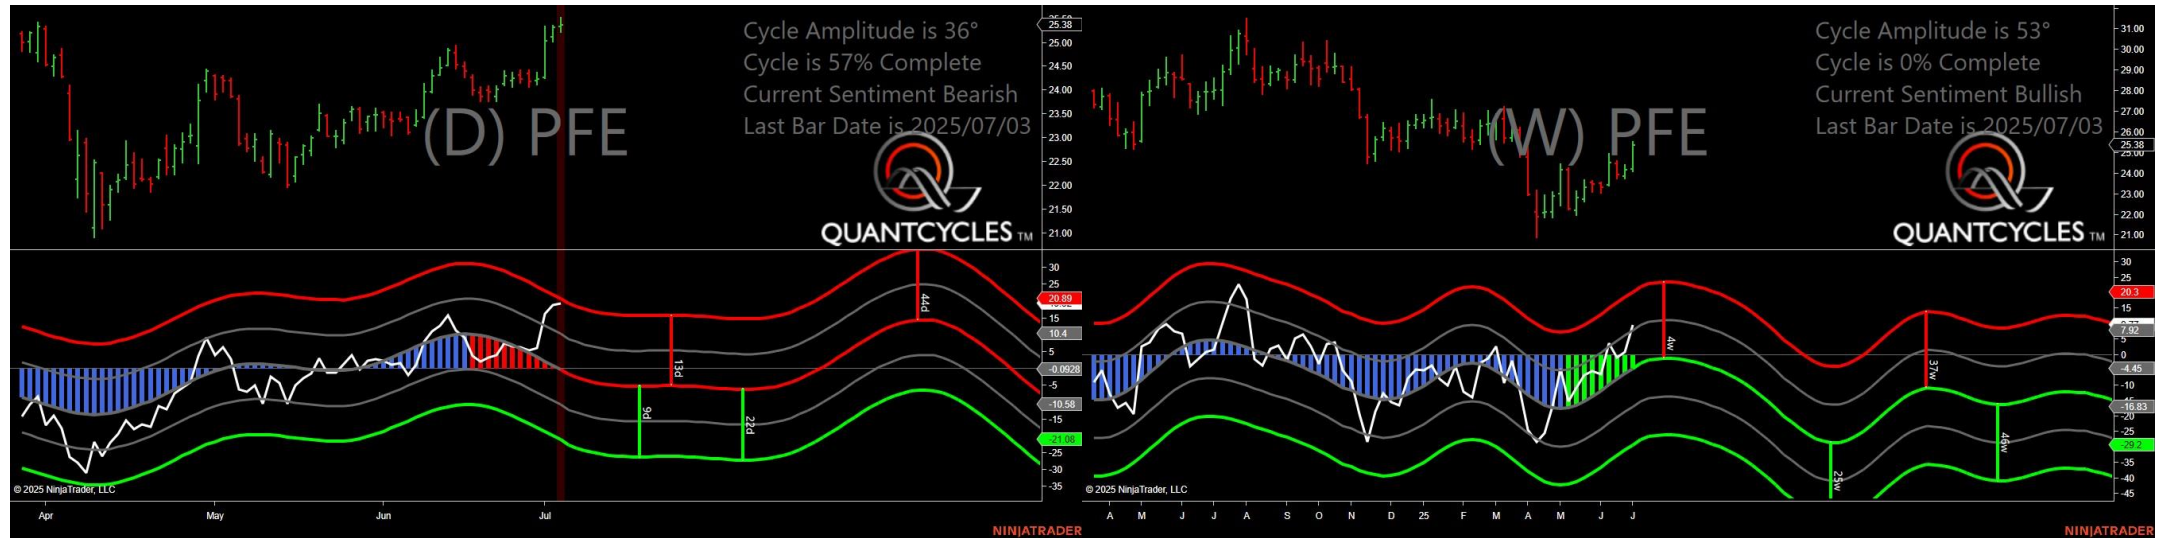 Cycle Amplitude is 36°
Cycle is 57% Complete
Current Sentiment Bearish
Last Bar Date is 2025/07/03
(D) PFE
QUANTCYCLES TM
25.38
25.00
24.50
24.00
23.50
23.00
22.50
22.00
21.50
21.00
30
25
20.89
15
10.4
5
-0.0928
-5
-10.58
-15
-21.08
-25
-30
-35
13d
44d
9d
22d
© 2025 NinjaTrader, LLC
Apr May Jun Jul
NINJATRADER
Cycle Amplitude is 53°
Cycle is 0% Complete
Current Sentiment Bullish
Last Bar Date is 2025/07/03
(W) PFE
QUANTCYCLES TM
31.00
30.00
29.00
28.00
27.00
26.00
25.38
25.00
24.00
23.00
22.00
21.00
30
25
20.3
7.92
5
0
-4.45
-10
-16.83
-20
-25
-29.2
-35
-40
-45
4w
37w
25w
46w
© 2025 NinjaTrader, LLC
A M J J A S O N D 25 F M A M J J
NINJATRADER